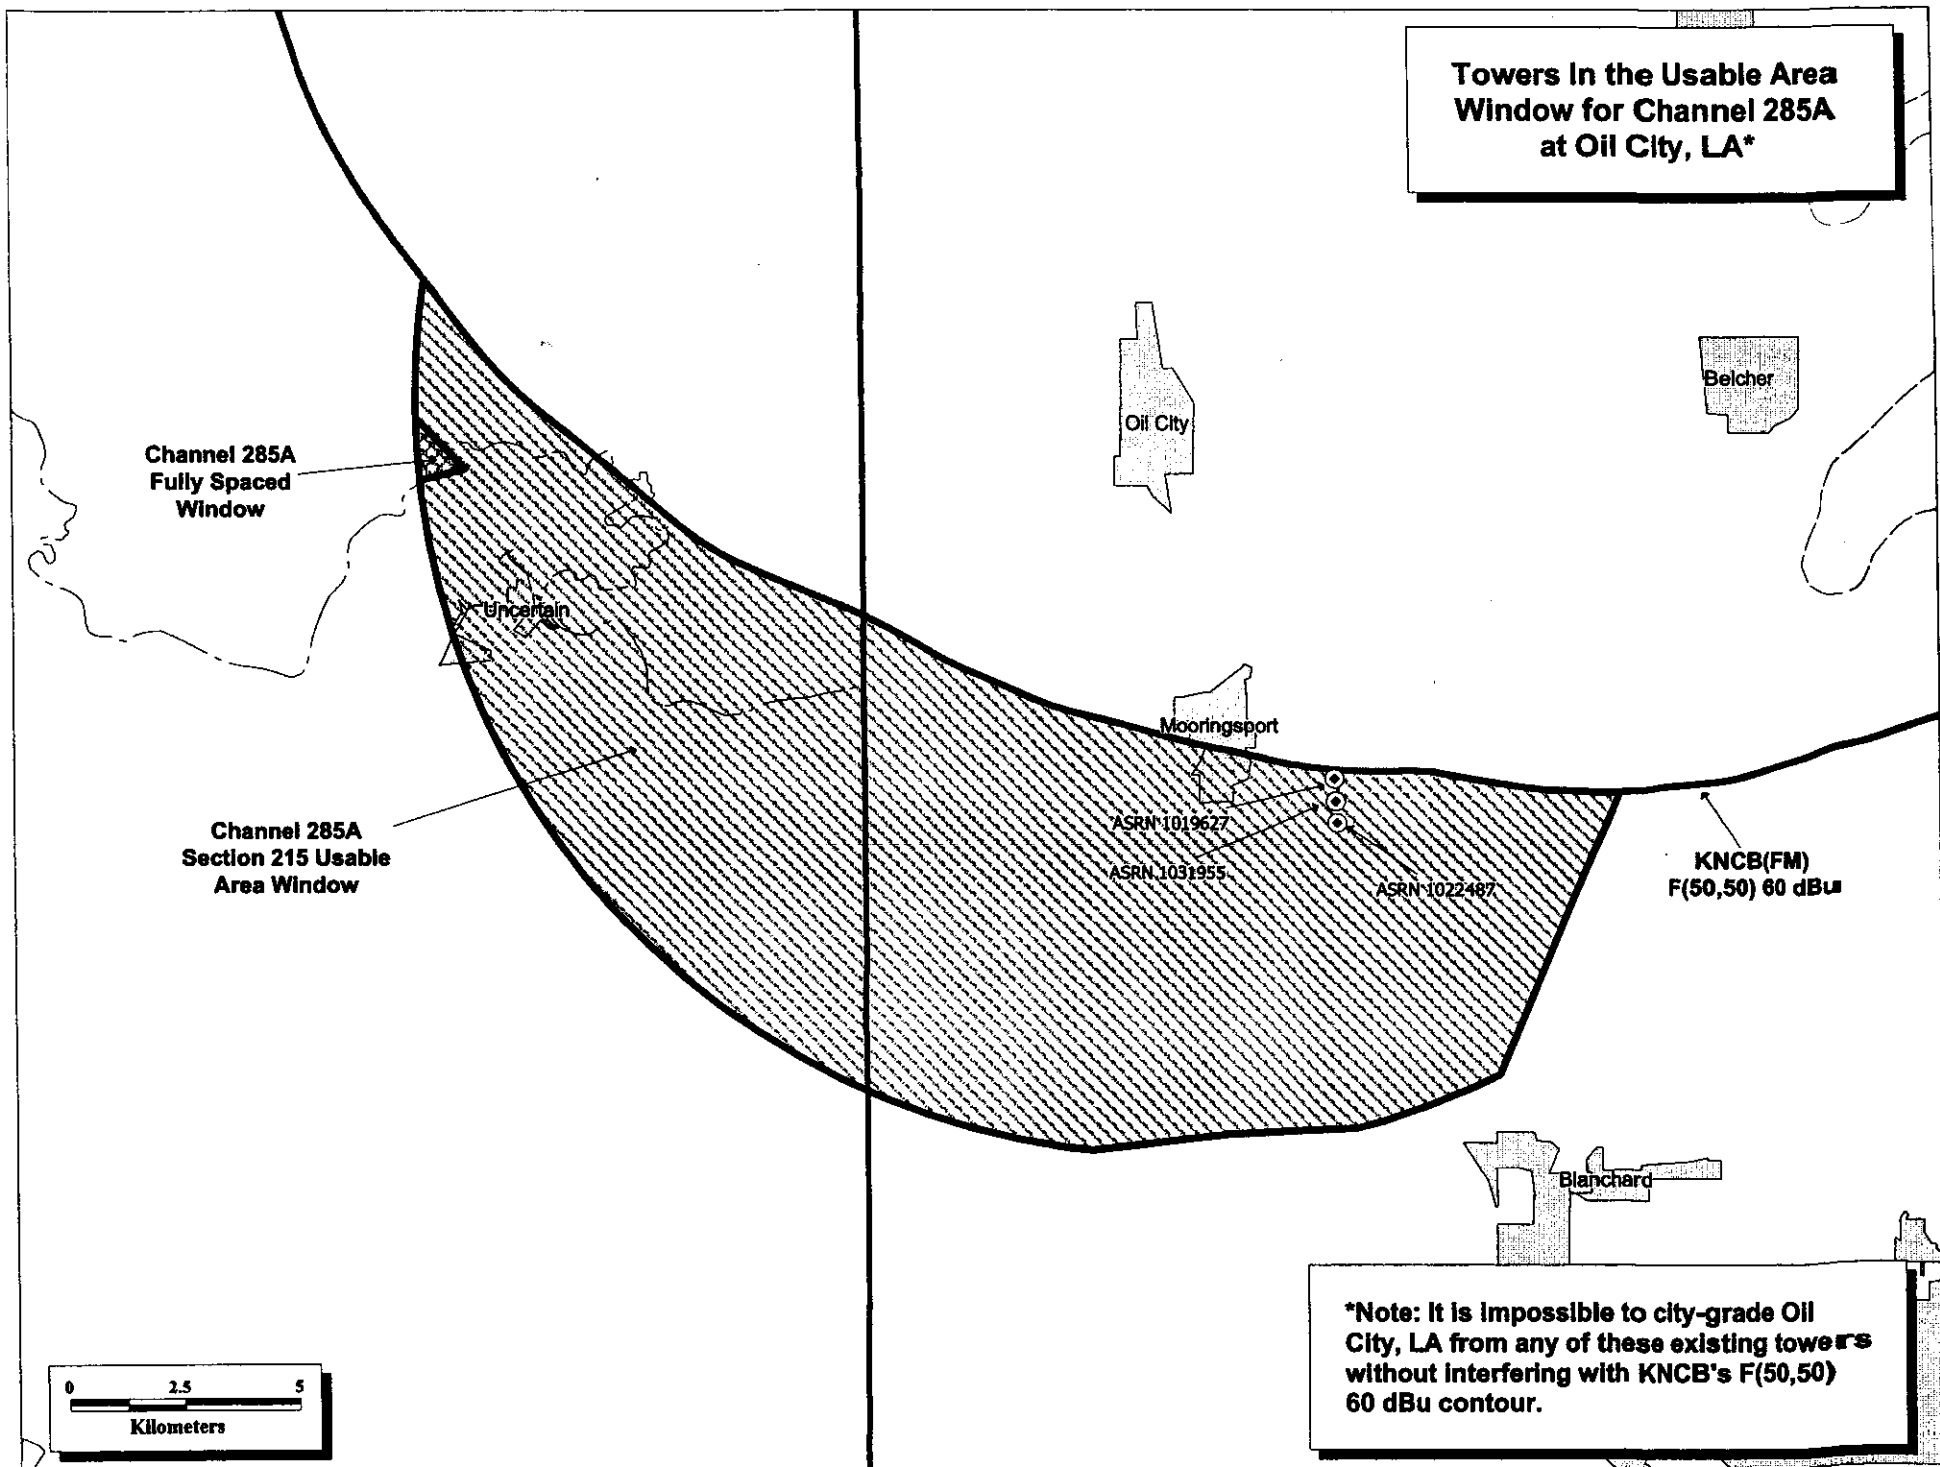 Towers In the Usable Area
Window for Channel 285A
at Oil City, LA*
Belcher
Oil City
Channel 285A
Fully Spaced
Window
Uncertain
Mooringsport
Channel 285A
Section 215 Usable
Area Window
ASRN 1019627
ASRN 1031955
ASRN 1022487
KNCB(FM)
F(50,50) 60 dBu
Blanchard
*Note: It is impossible to city-grade Oil
City, LA from any of these existing towers
without interfering with KNCB's F(50,50)
60 dBu contour.
0 2.5 5
Kilometers